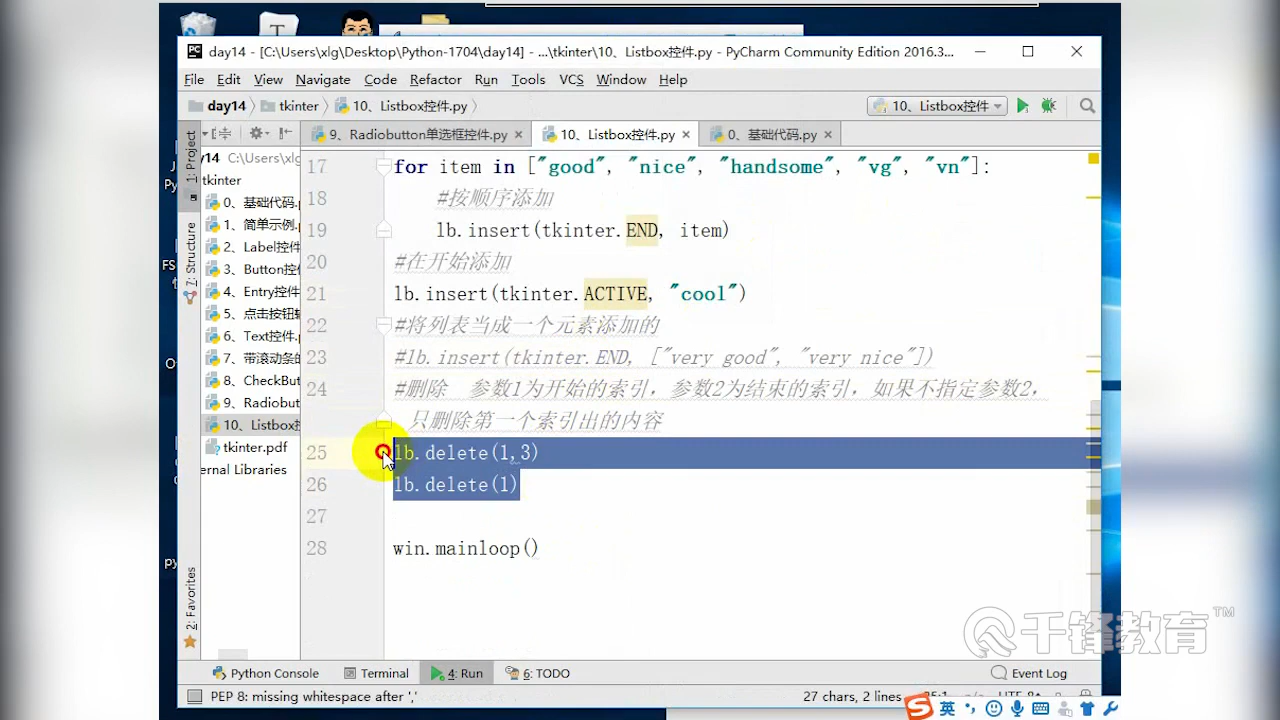 day14 - [C:\Users\xlg\Desktop\Python-1704\day14] - ...\tkinter\10、Listbox控件.py - PyCharm Community Edition 2016.3...
File Edit View Navigate Code Refactor Run Tools VCS Window Help
day14 tkinter 10、Listbox控件.py 10、Listbox控件
9、Radiobutton单选框控件.py 10、Listbox控件.py 0、基础代码.py
1: Project
7: Structure
2: Favorites
y14 C:\Users\xlg
tkinter
0、基础代码.
1、简单示例.
2、Label控件
3、Button控
4、Entry控件
5、点击按钮
6、Text控件.
7、带滚动条的
8、CheckBut
9、Radiobut
10、Listbox
tkinter.pdf
ernal Libraries
17 for item in ["good", "nice", "handsome", "vg", "vn"]:
18 #按顺序添加
19 lb.insert(tkinter.END, item)
20 #在开始添加
21 lb.insert(tkinter.ACTIVE, "cool")
22 #将列表当成一个元素添加的
23 #lb.insert(tkinter.END, ["very good", "very nice"])
24 #删除 参数1为开始的索引，参数2为结束的索引，如果不指定参数2，
只删除第一个索引出的内容
25 lb.delete(1,3)
26 lb.delete(1)
27
28 win.mainloop()
Python Console Terminal 4: Run 6: TODO Event Log
PEP 8: missing whitespace after ',' 27 chars, 2 lines
英
千锋教育™